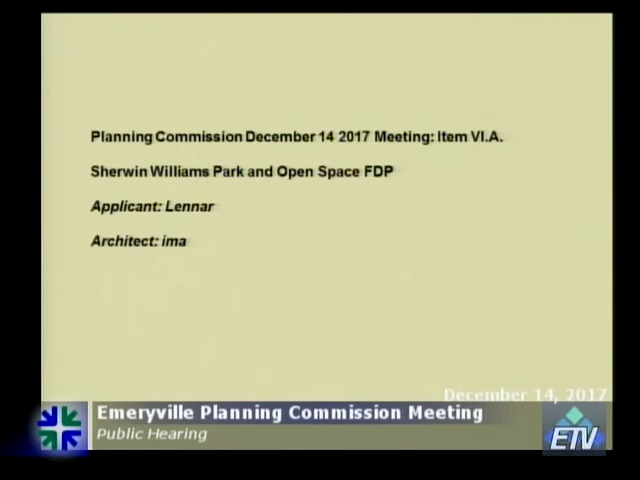 Planning Commission December 14 2017 Meeting: Item VI.A.
Sherwin Williams Park and Open Space FDP
Applicant: Lennar
Architect: ima
December 14, 2017
Emeryville Planning Commission Meeting
Public Hearing
ETV